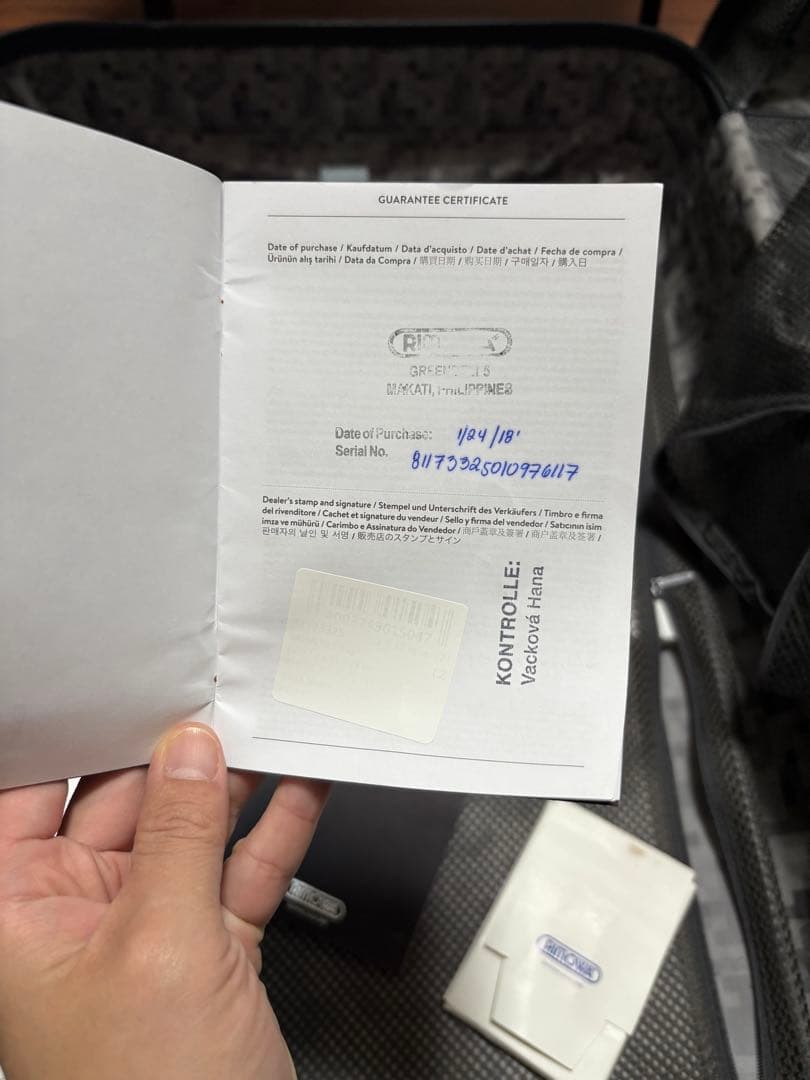 GUARANTEE CERTIFICATE
Date of purchase / Kaufdatum / Data d'acquisto / Date d'achat / Fecha de compra /
Ürünün alış tarihi / Data da Compra / 購買日期 / 购买日期 / 구매일자 / 購入日
MAKATI, PHILIPPINES
Date of Purchase: 1/24/18'
Serial No. 81173325010976117
Dealer's stamp and signature / Stempel und Unterschrift des Verkäufers / Timbro e firma
del rivenditore / Cachet et signature du vendeur / Sello y firma del vendedor / Satıcının isim
imza ve mühürü / Carimbo e Assinatura do Vendedor / 商戶蓋章及簽署 / 商户盖章及签署 /
판매자의 날인 및 서명 / 販売店のスタンプとサイン
KONTROLLE:
Vacková Hana
RIMOWA